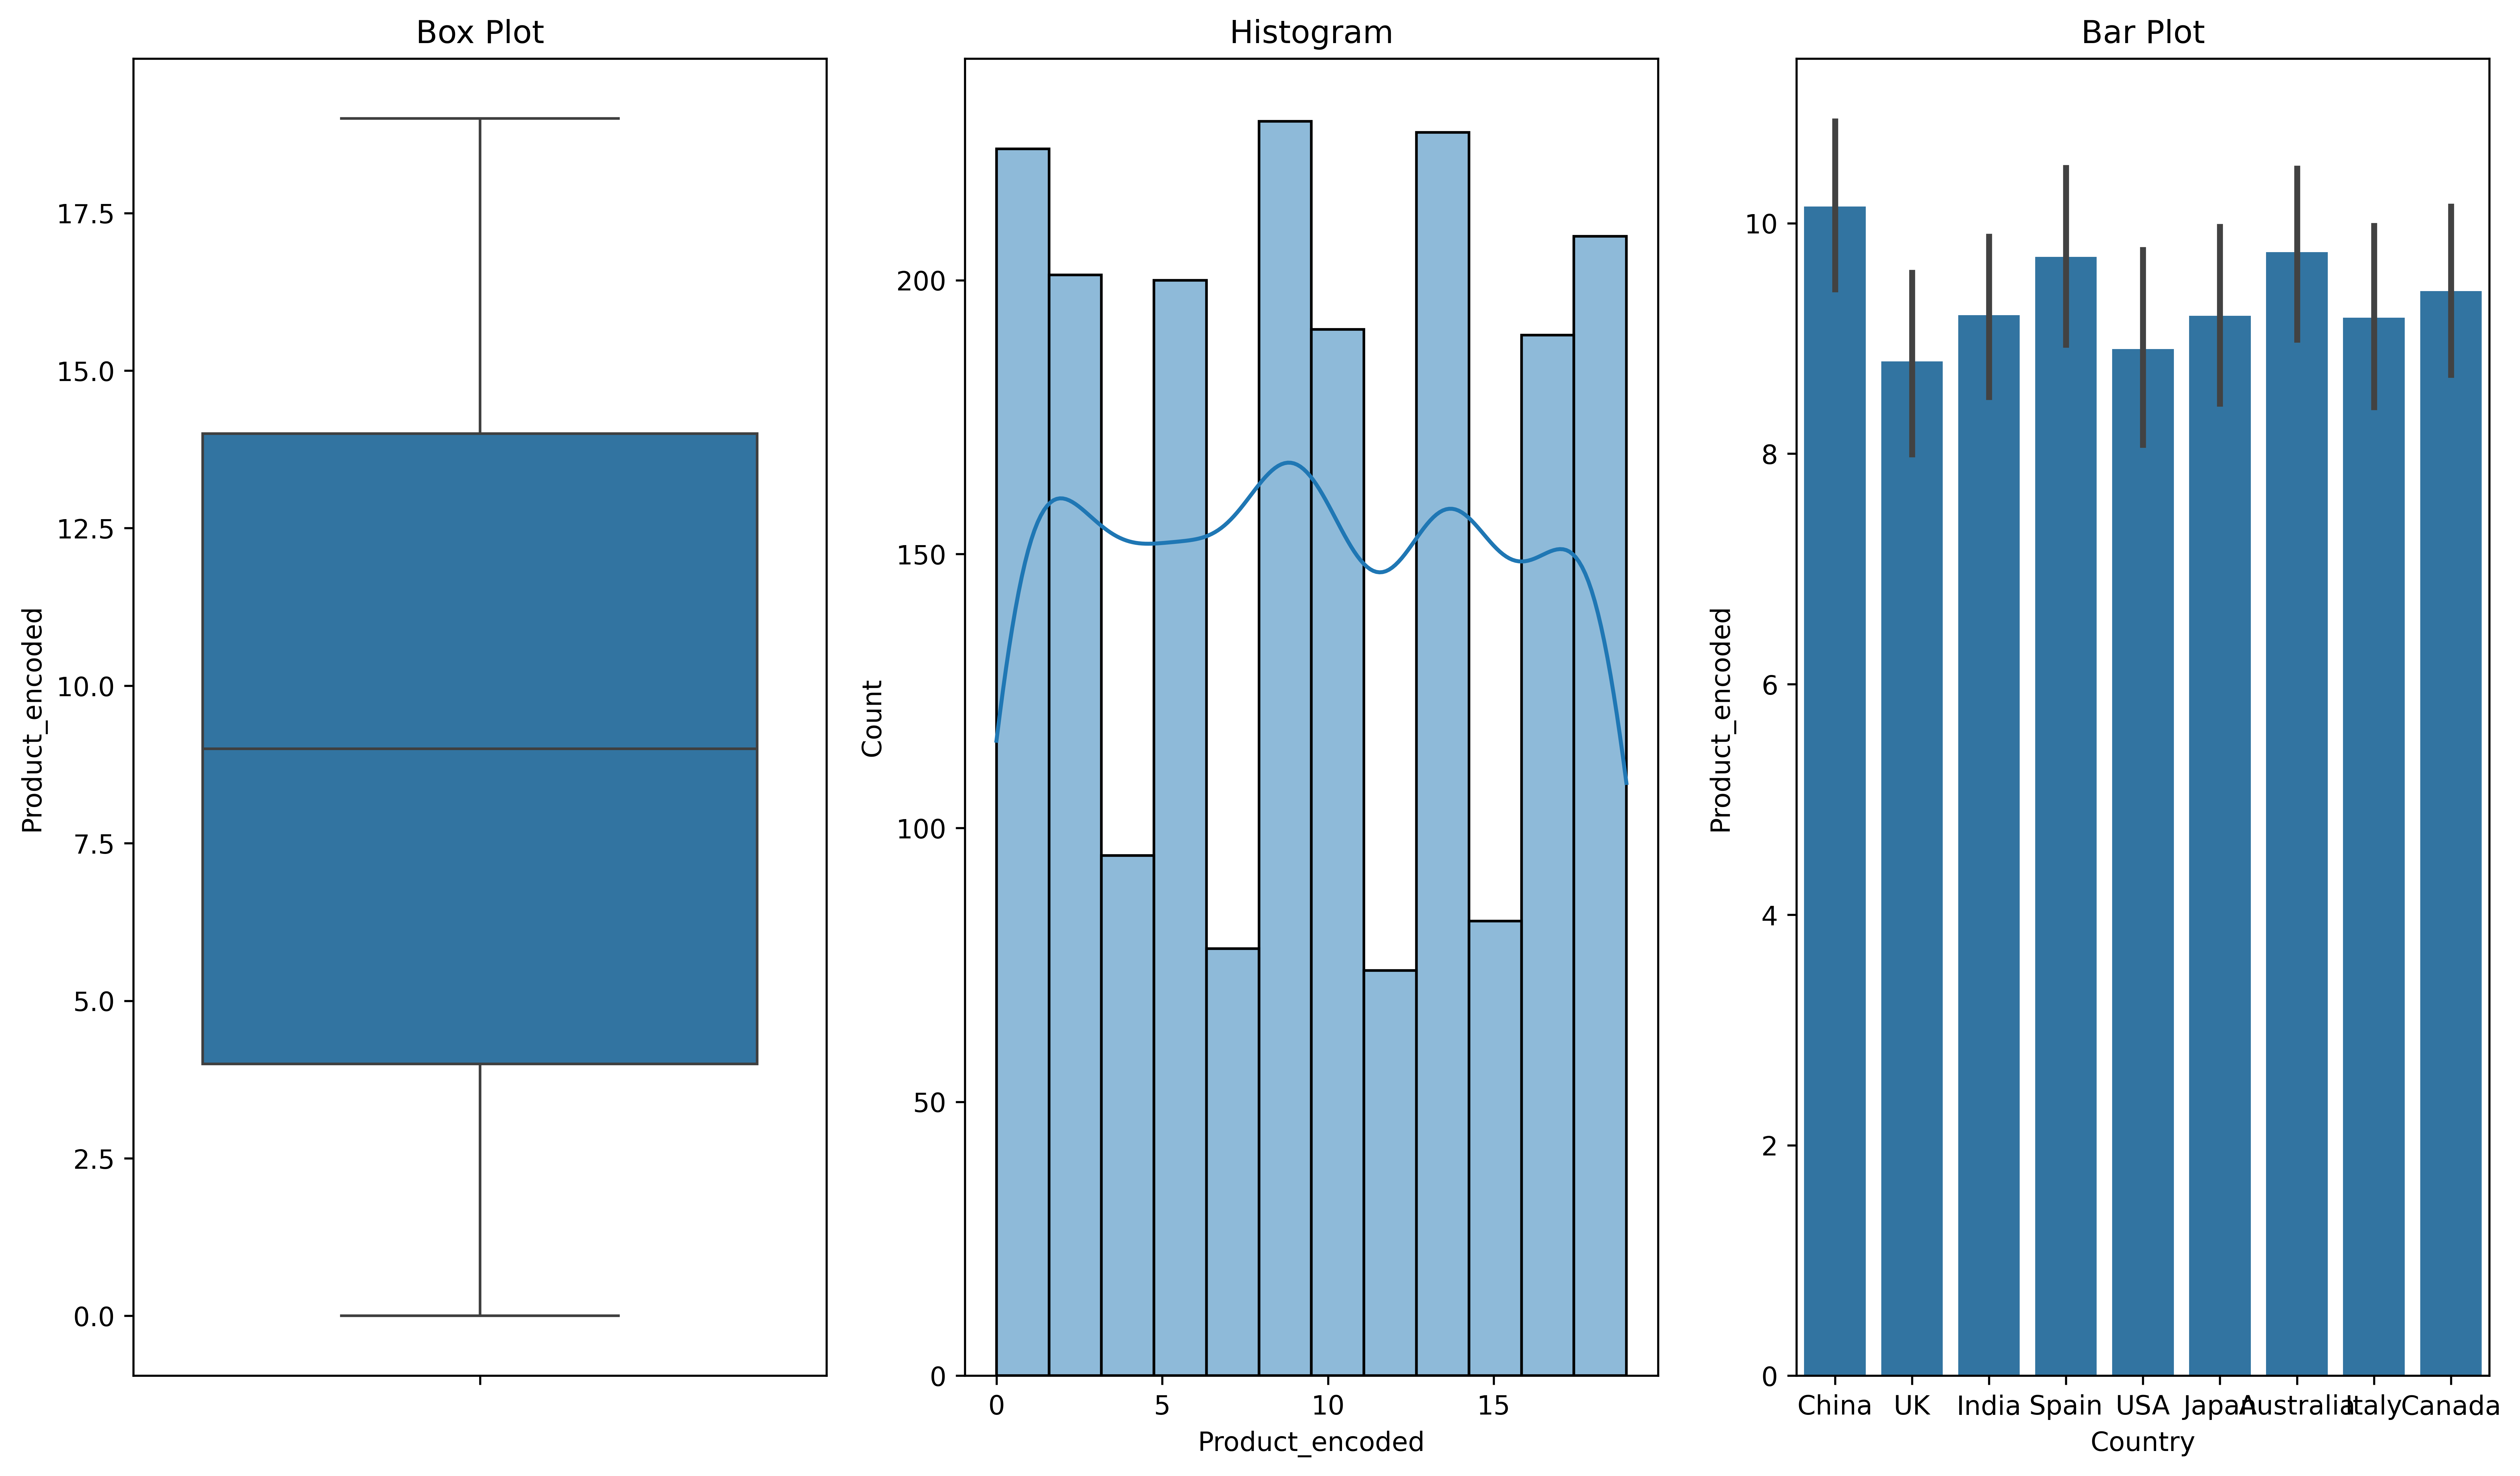 Box Plot
Product_encoded
17.5
15.0
12.5
10.0
7.5
5.0
2.5
0.0
Histogram
Count
200
150
100
50
0
0 5 10 15
Product_encoded
Bar Plot
Product_encoded
10
8
6
4
2
0
China UK India Spain USA Japan Australia Italy Canada
Country